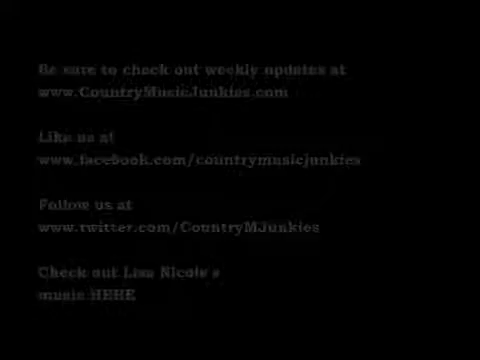 Be sure to check out weekly updates at
www.CountryMusicJunkies.com
Like us at
www.facebook.com/countrymusicjunkies
Follow us at
www.twitter.com/CountryMJunkies
Check out Lisa Nicole's
music HERE